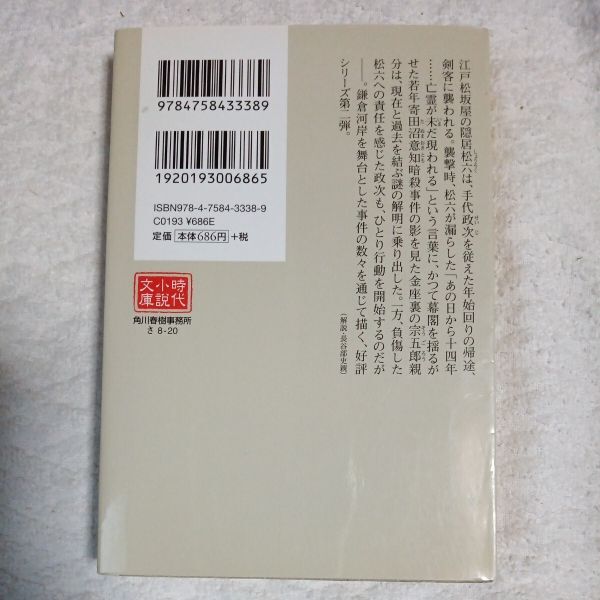 江戸松坂屋の隠居松六は、手代政次を従えた年始回りの帰途、
剣客に襲われる。襲撃時、松六が漏らした「あの日から十四年
……亡霊が未だ現われる」という言葉に、かつて幕閣を揺るが
せた若年寄田沼意知暗殺事件の影を見た金座裏の宗五郎親
分は、現在と過去を結ぶ謎の解明に乗り出した。一方、負傷した
松六への責任を感じた政次も、ひとり行動を開始するのだが
――。鎌倉河岸を舞台とした事件の数々を通じて描く、好評
シリーズ第二弾。
(解説・長谷部史親)
9784758433389
1920193006865
ISBN978-4-7584-3338-9
C0193 ¥686E
定価 本体686円 +税
時代
小説
文庫
角川春樹事務所
さ 8-20